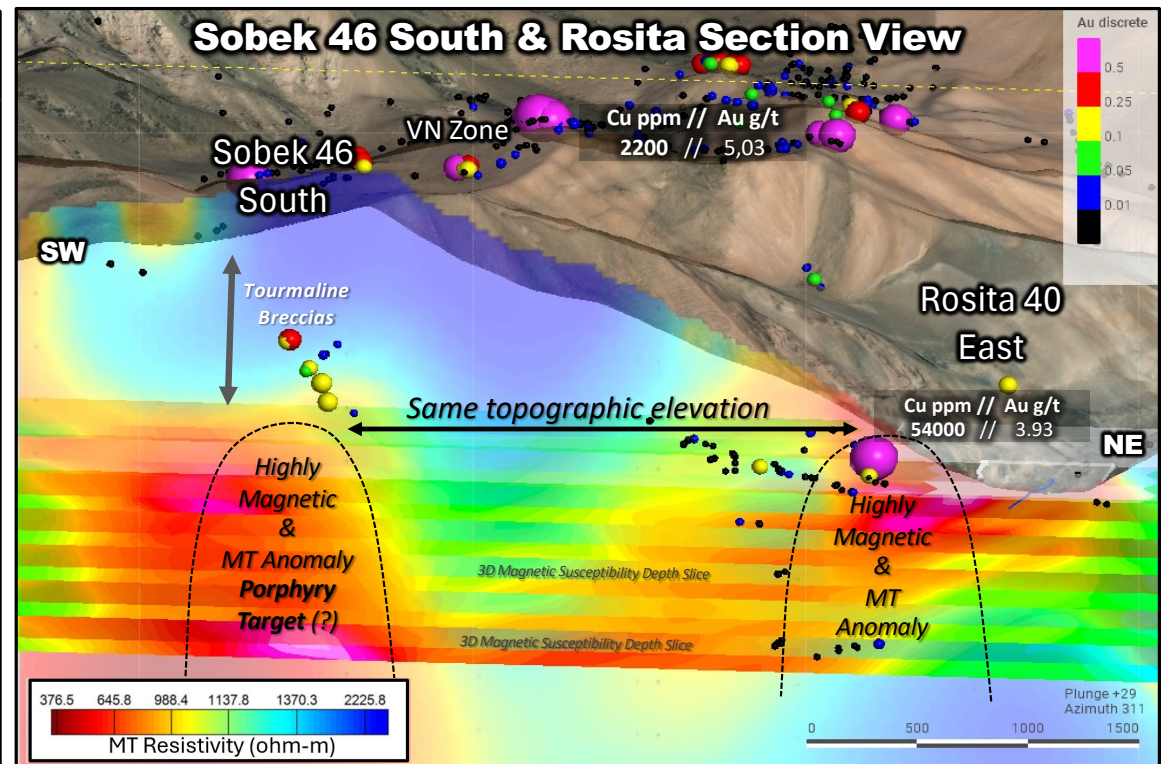 Sobek 46 South & Rosita Section View
Au discrete
0.5
0.25
0.1
0.05
0.01
VN Zone
Cu ppm // Au g/t
2200 // 5,03
Sobek 46
South
SW
Tourmaline
Breccias
Rosita 40
East
Same topographic elevation
Cu ppm // Au g/t
54000 // 3.93
NE
Highly
Magnetic
&
MT Anomaly
Porphyry
Target (?)
Highly
Magnetic
&
MT
Anomaly
3D Magnetic Susceptibility Depth Slice
3D Magnetic Susceptibility Depth Slice
376.5 645.8 988.4 1137.8 1370.3 2225.8
MT Resistivity (ohm-m)
Plunge +29
Azimuth 311
0 500 1000 1500